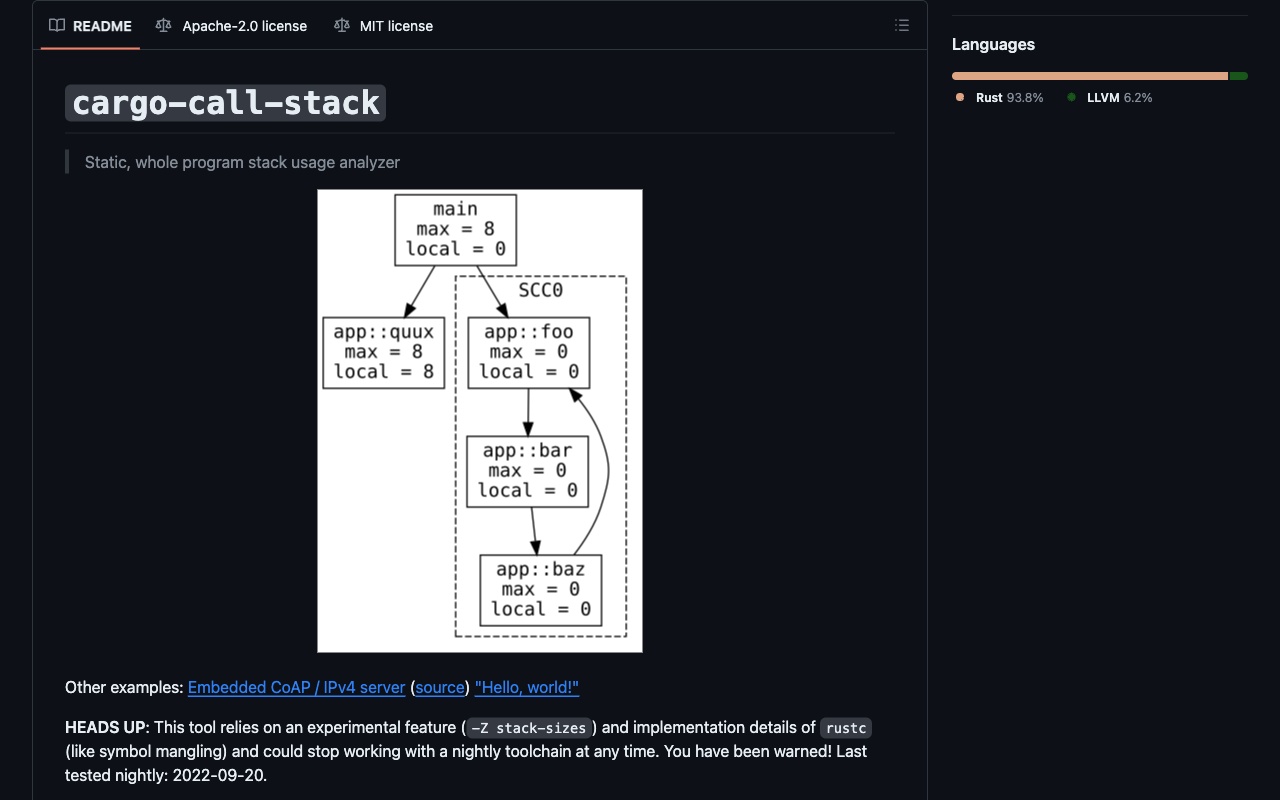 README
Apache-2.0 license
MIT license
Languages
Rust 93.8%
LLVM 6.2%
cargo-call-stack
Static, whole program stack usage analyzer
main
max = 8
local = 0
SCC0
app::quux
max = 8
local = 8
app::foo
max = 0
local = 0
app::bar
max = 0
local = 0
app::baz
max = 0
local = 0
Other examples: Embedded CoAP / IPv4 server (source) "Hello, world!"
HEADS UP: This tool relies on an experimental feature (-Z stack-sizes) and implementation details of rustc
(like symbol mangling) and could stop working with a nightly toolchain at any time. You have been warned! Last
tested nightly: 2022-09-20.